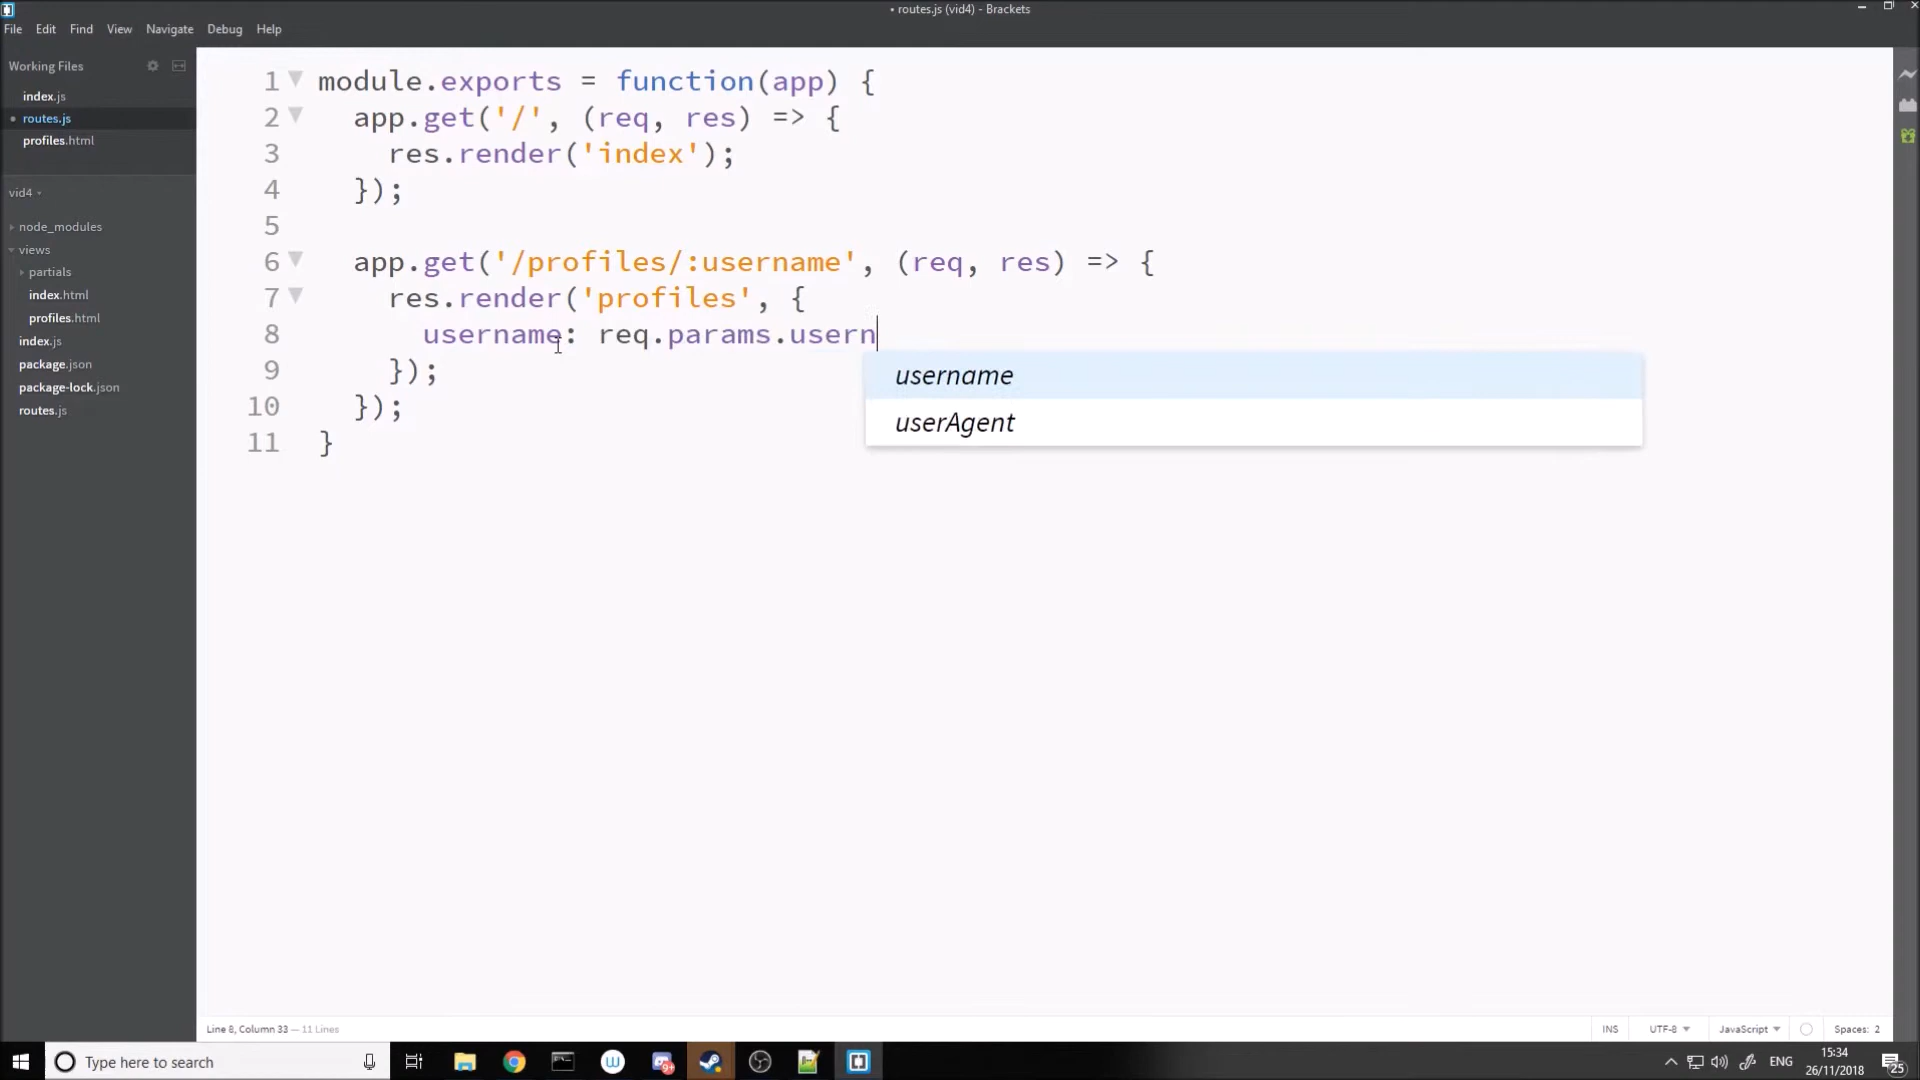 • routes.js (vid4) - Brackets
File Edit Find View Navigate Debug Help
Working Files
index.js
• routes.js
profiles.html
vid4
node_modules
views
partials
index.html
profiles.html
index.js
package.json
package-lock.json
routes.js
1 module.exports = function(app) {
2 app.get('/', (req, res) => {
3 res.render('index');
4 });
5
6 app.get('/profiles/:username', (req, res) => {
7 res.render('profiles', {
8 username: req.params.usern
9 });
10 });
11 }
username
userAgent
Line 8, Column 33 — 11 Lines
INS UTF-8 JavaScript Spaces: 2
Type here to search
ENG
15:34
26/11/2018
25
9+